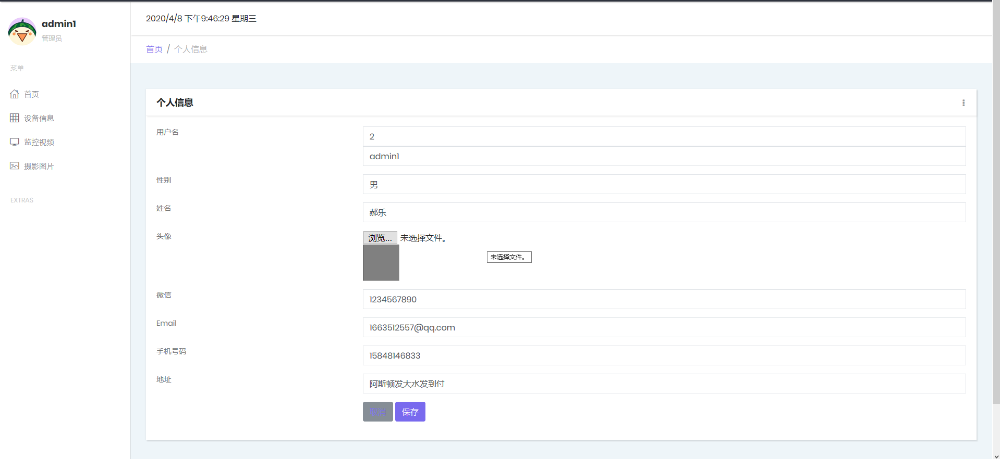 admin1
管理员
菜单
首页
设备信息
监控视频
摄影图片
EXTRAS
2020/4/8 下午9:46:29 星期三
首页 / 个人信息
个人信息
用户名
2
admin1
性别
男
姓名
郝乐
头像
浏览... 未选择文件。
未选择文件。
微信
1234567890
Email
1663512557@qq.com
手机号码
15848146833
地址
阿斯顿发大水发到付
取消 保存